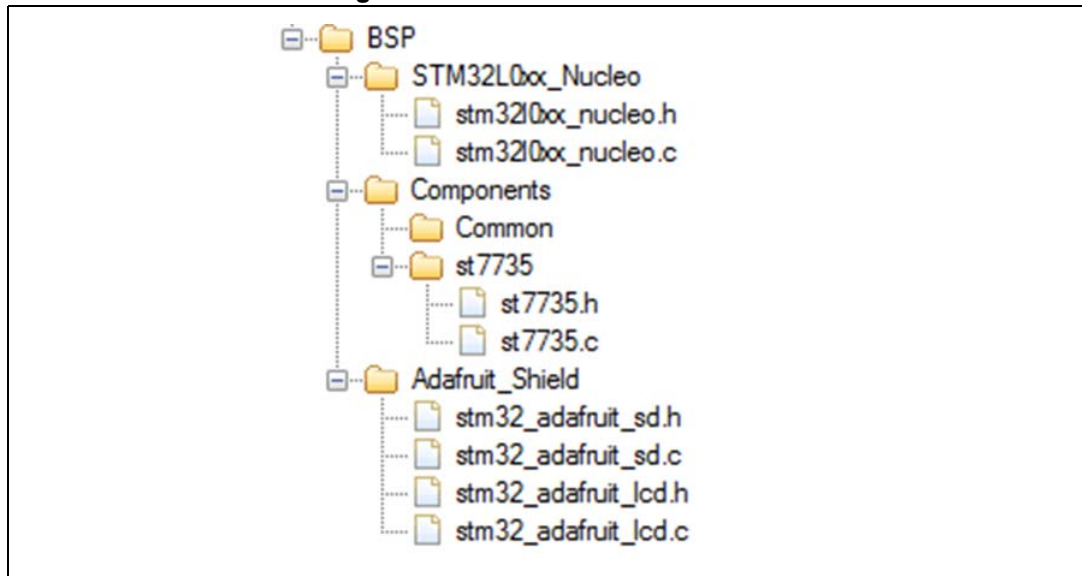 BSP
STM32L0xx_Nucleo
stm32l0xx_nucleo.h
stm32l0xx_nucleo.c
Components
Common
st7735
st7735.h
st7735.c
Adafruit_Shield
stm32_adafruit_sd.h
stm32_adafruit_sd.c
stm32_adafruit_lcd.h
stm32_adafruit_lcd.c